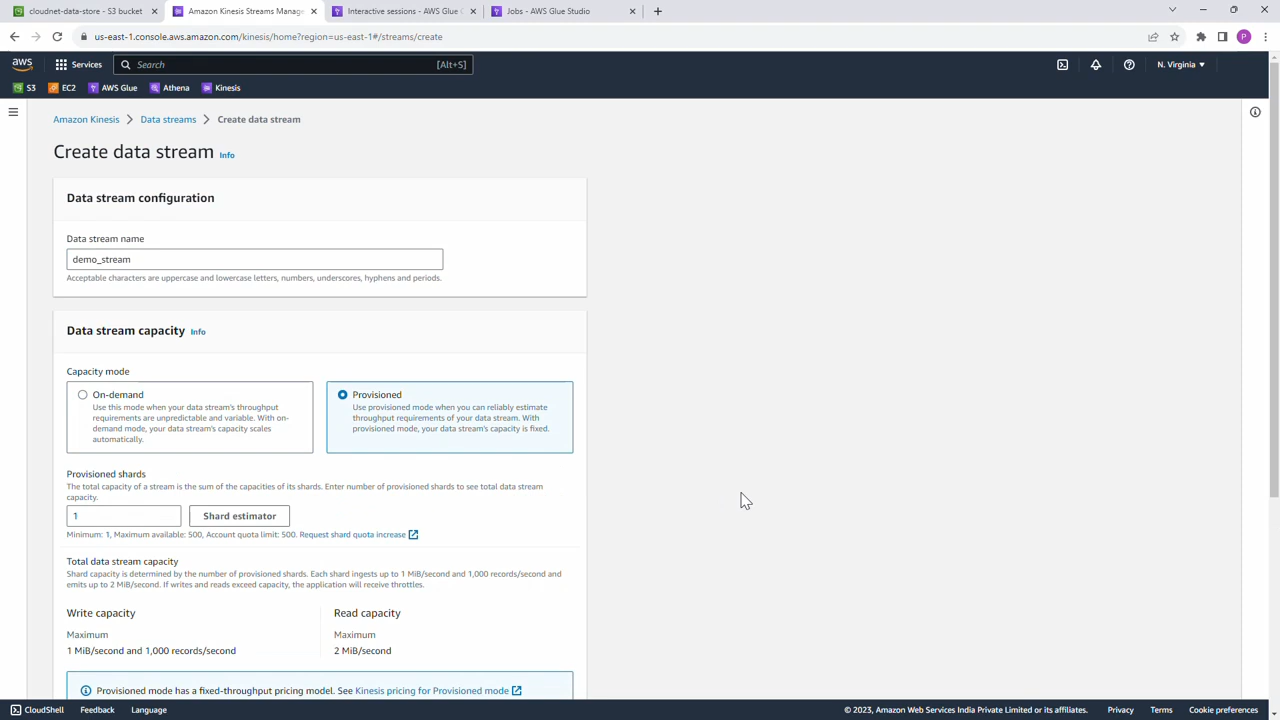 cloudnet-data-store - S3 bucket
Amazon Kinesis Streams Manage
Interactive sessions - AWS Glue
Jobs - AWS Glue Studio
us-east-1.console.aws.amazon.com/kinesis/home?region=us-east-1#/streams/create
P
aws
Services
Search
[Alt+S]
N. Virginia
S3
EC2
AWS Glue
Athena
Kinesis
Amazon Kinesis
Data streams
Create data stream
Create data stream Info
Data stream configuration
Data stream name
demo_stream
Acceptable characters are uppercase and lowercase letters, numbers, underscores, hyphens and periods.
Data stream capacity Info
Capacity mode
On-demand
Use this mode when your data stream's throughput
requirements are unpredictable and variable. With on-
demand mode, your data stream's capacity scales
automatically.
Provisioned
Use provisioned mode when you can reliably estimate
throughput requirements of your data stream. With
provisioned mode, your data stream's capacity is fixed.
Provisioned shards
The total capacity of a stream is the sum of the capacities of its shards. Enter number of provisioned shards to see total data stream
capacity.
1
Shard estimator
Minimum: 1, Maximum available: 500, Account quota limit: 500. Request shard quota increase
Total data stream capacity
Shard capacity is determined by the number of provisioned shards. Each shard ingests up to 1 MiB/second and 1,000 records/second and
emits up to 2 MiB/second. If writes and reads exceed capacity, the application will receive throttles.
Write capacity
Maximum
1 MiB/second and 1,000 records/second
Read capacity
Maximum
2 MiB/second
Provisioned mode has a fixed-throughput pricing model. See Kinesis pricing for Provisioned mode
CloudShell
Feedback
Language
© 2023, Amazon Web Services India Private Limited or its affiliates.
Privacy
Terms
Cookie preferences